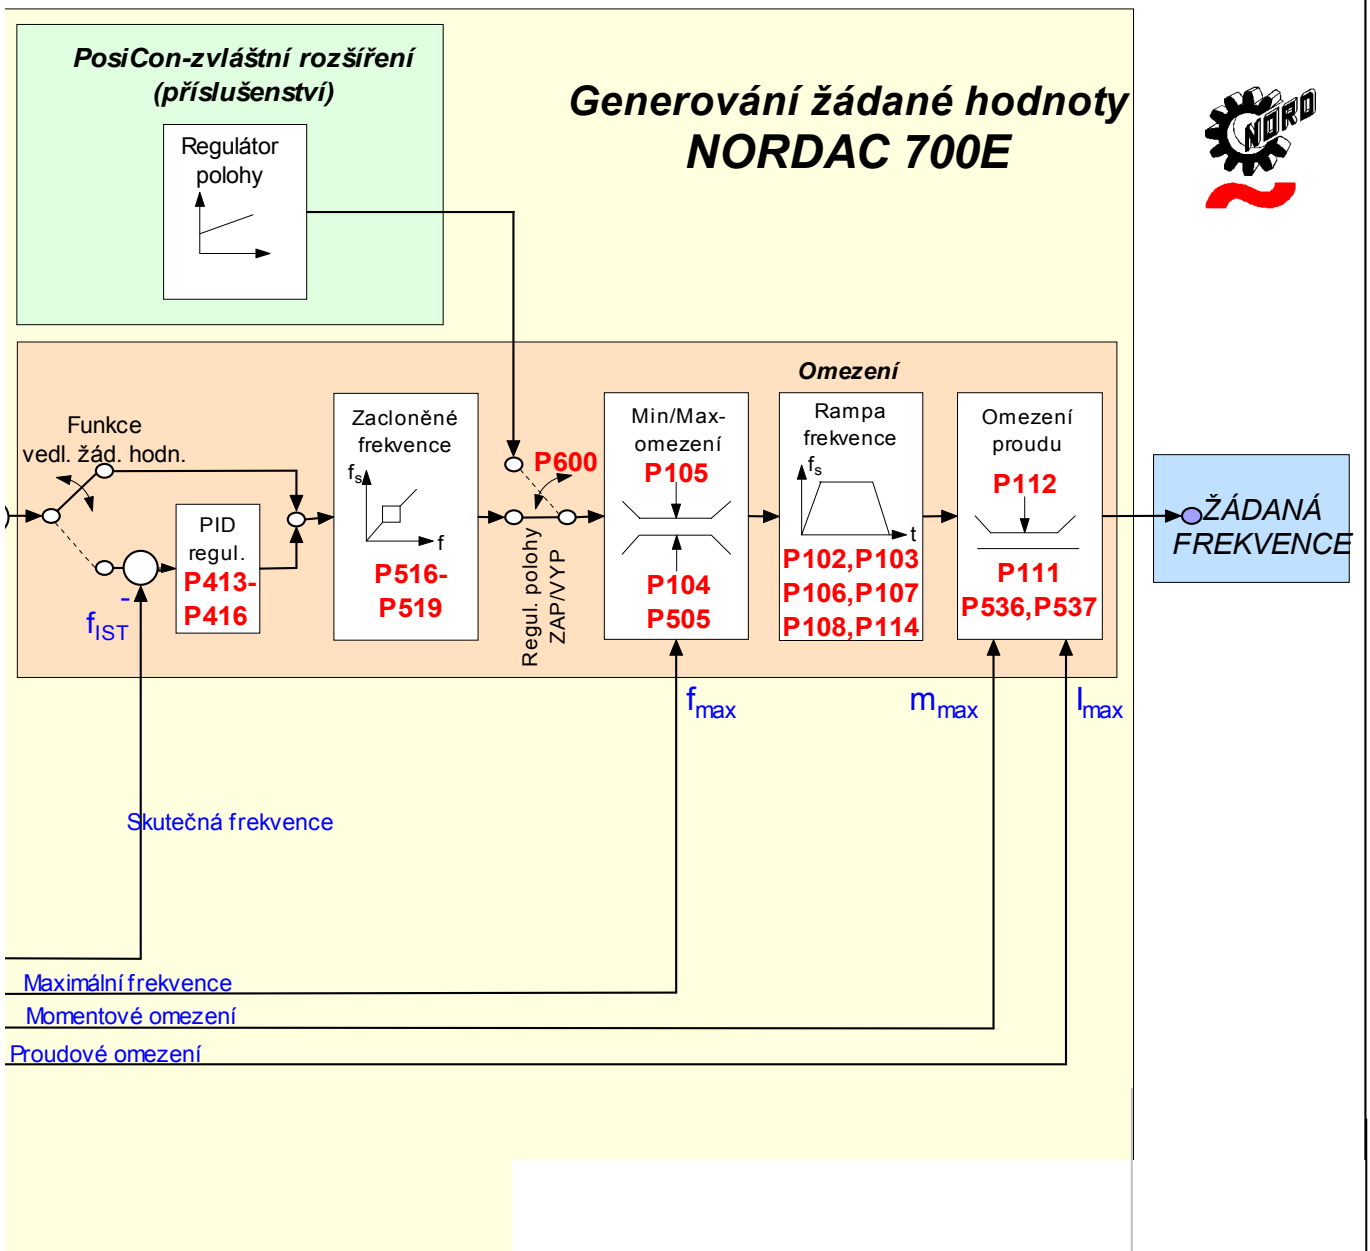 PosiCon-zvláštní rozšíření
(příslušenství)
Generování žádané hodnoty
NORDAC 700E
NORD
Regulátor
polohy
Omezení
Funkce
vedl. žád. hodn.
PID
regul.
P413-
P416
-
fIST
Zacloněné
frekvence
fs
f
P516-
P519
P600
Regul. polohy
ZAP/VYP
Min/Max-
omezení
P105
P104
P505
Rampa
frekvence
fs
t
P102,P103
P106,P107
P108,P114
Omezení
proudu
P112
P111
P536,P537
ŽÁDANÁ
FREKVENCE
fmax
mmax
Imax
Skutečná frekvence
Maximální frekvence
Momentové omezení
Proudové omezení